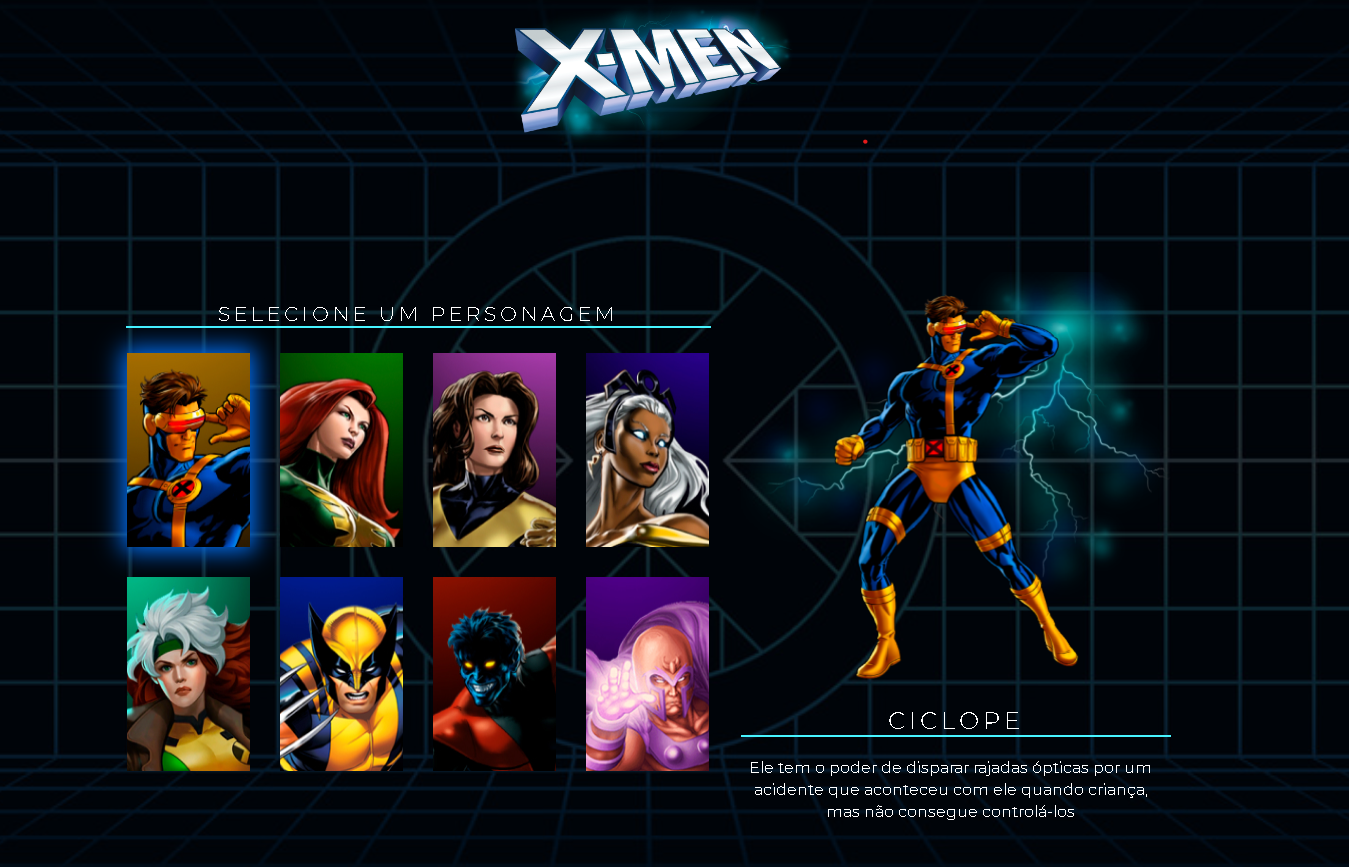 X-MEN
SELECIONE UM PERSONAGEM
CICLOPE
Ele tem o poder de disparar rajadas ópticas por um
acidente que aconteceu com ele quando criança,
mas não consegue controlá-los